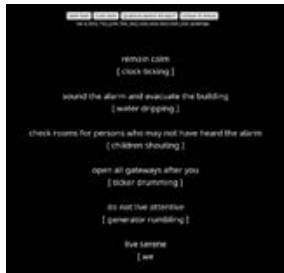 remain calm
[ clock ticking ]
sound the alarm and evacuate the building
[ water dripping ]
check rooms for persons who may not have heard the alarm
[ children shouting ]
open all gateways after you
[ ticker drumming ]
do not live attentive
[ generator rumbling ]
live serene
[ we